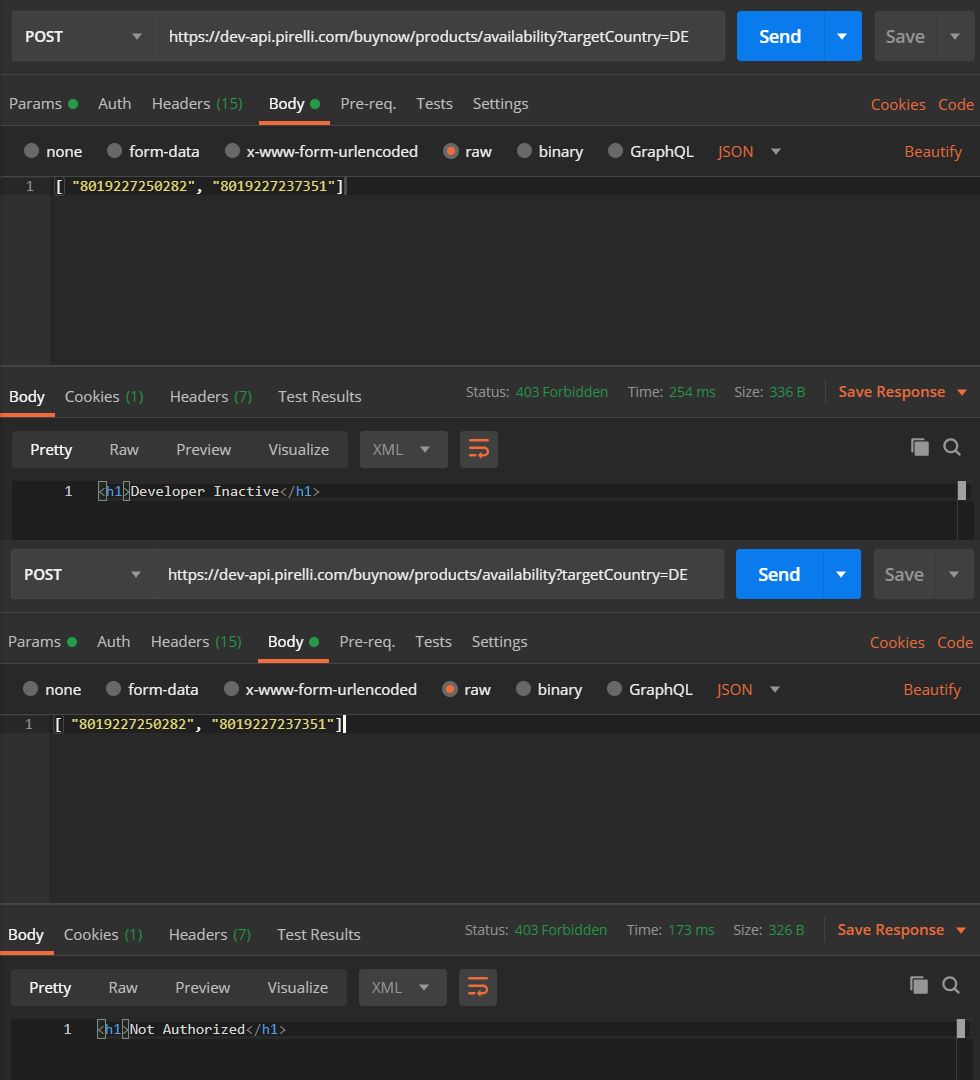 POST https://dev-api.pirelli.com/buynow/products/availability?targetCountry=DE Send Save
Params Auth Headers (15) Body Pre-req. Tests Settings Cookies Code
none form-data x-www-form-urlencoded raw binary GraphQL JSON Beautify
1 [ "8019227250282", "8019227237351"]
Body Cookies (1) Headers (7) Test Results Status: 403 Forbidden Time: 254 ms Size: 336 B Save Response
Pretty Raw Preview Visualize XML
1 <h1>Developer Inactive</h1>
POST https://dev-api.pirelli.com/buynow/products/availability?targetCountry=DE Send Save
Params Auth Headers (15) Body Pre-req. Tests Settings Cookies Code
none form-data x-www-form-urlencoded raw binary GraphQL JSON Beautify
1 [ "8019227250282", "8019227237351"]
Body Cookies (1) Headers (7) Test Results Status: 403 Forbidden Time: 173 ms Size: 326 B Save Response
Pretty Raw Preview Visualize XML
1 <h1>Not Authorized</h1>